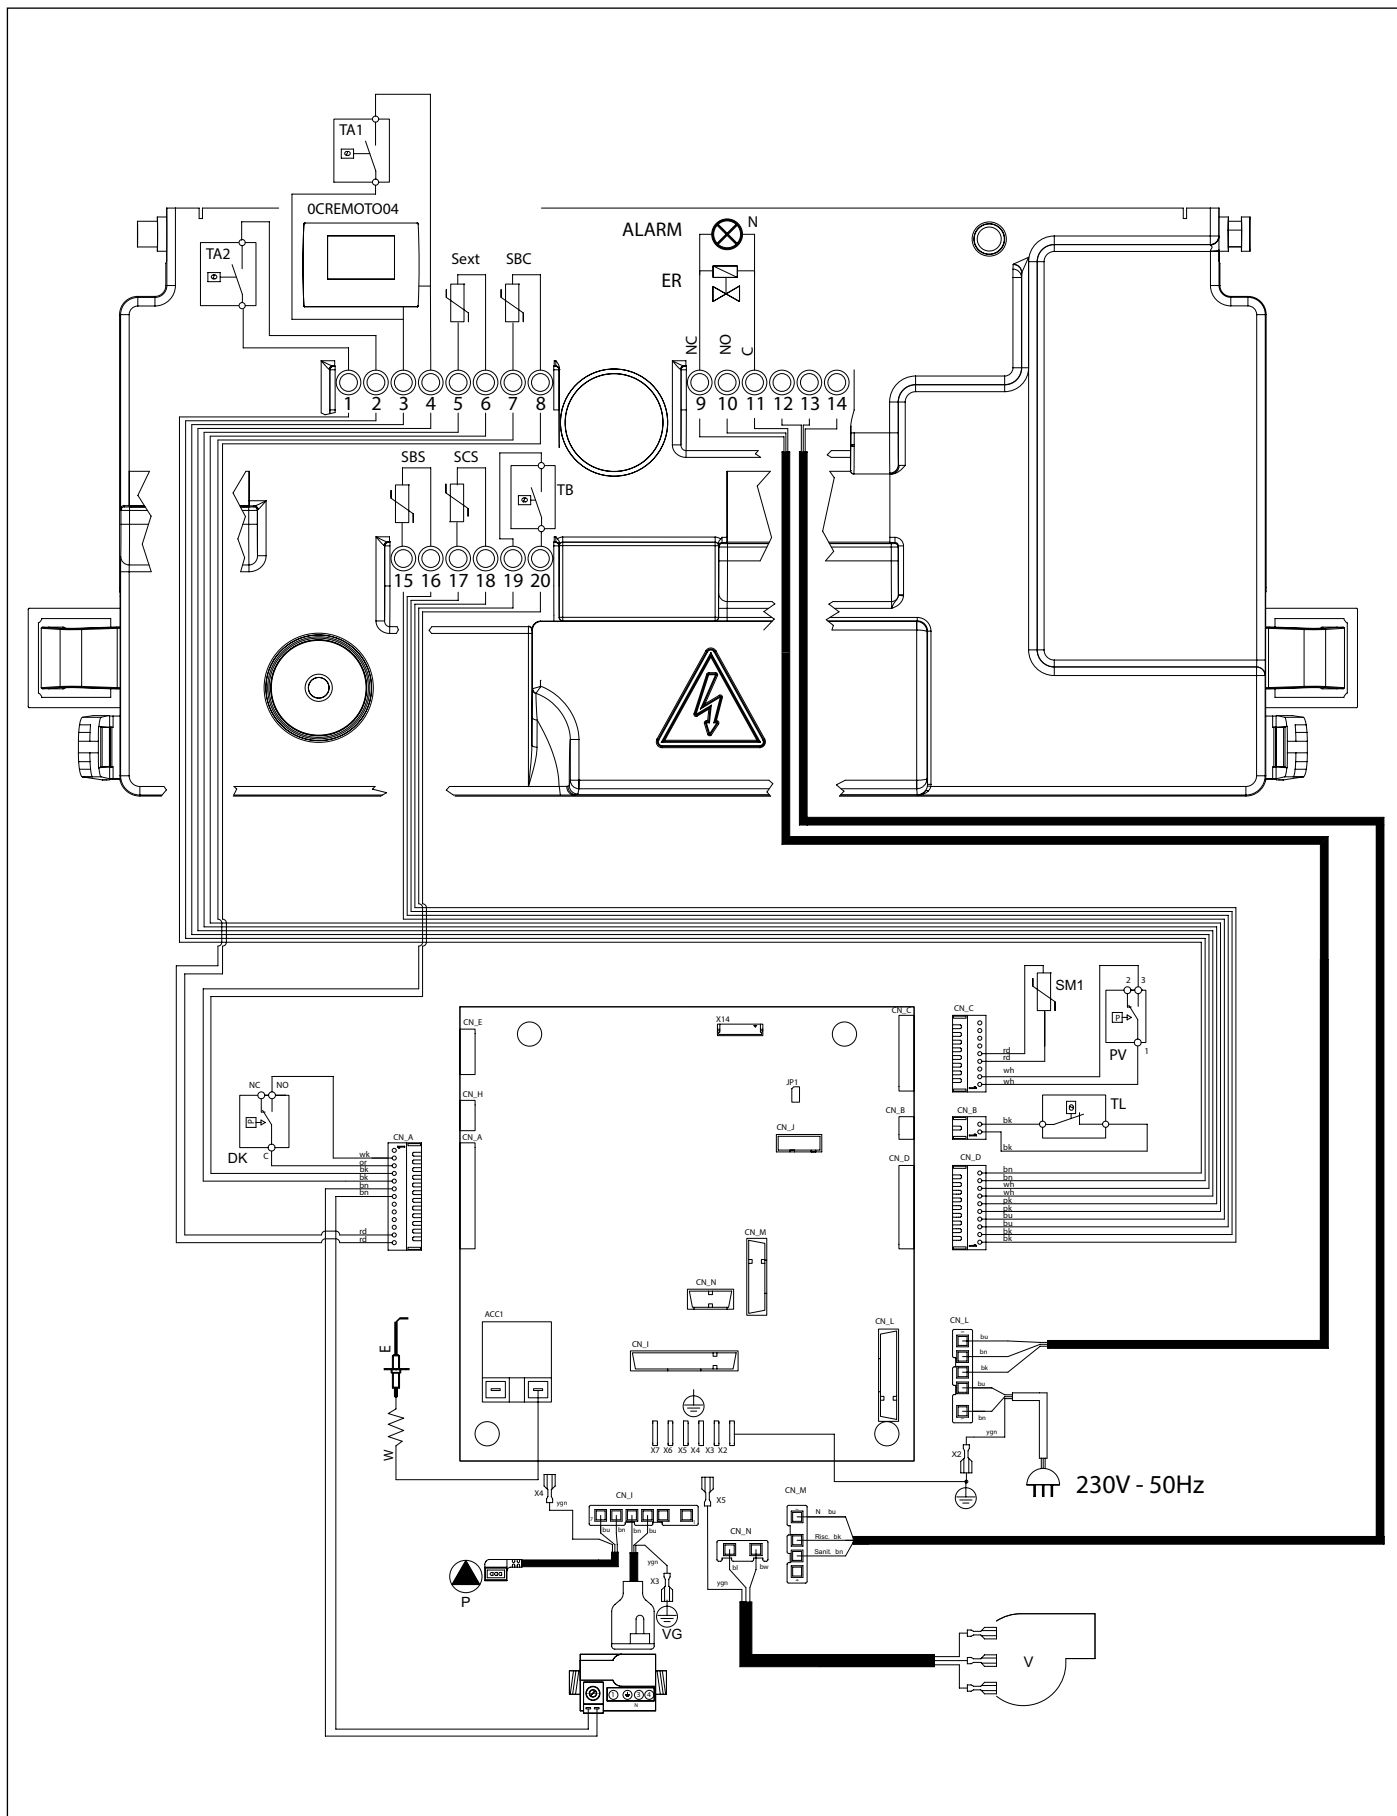 TA1
0CREMOTO04
TA2
ALARM
N
Sext
SBC
ER
NC
NO
C
1 2 3 4 5 6 7 8
9 10 11 12 13 14
SBS
SCS
TB
15 16 17 18 19 20
CN_E
X14
CN_C
CN_C
SM1
2 3
P
PV
1
rd
rd
wh
wh
JP1
CN_H
CN_B
CN_B
TL
bk
bk
NC NO
P
C
DK
CN_A
CN_A
CN_J
CN_D
CN_D
wk
or
bk
bk
bn
bn
rd
rd
bn
bn
wh
wh
pk
pk
bu
bu
bk
bk
CN_M
CN_N
ACC1
CN_I
CN_L
CN_L
bu
bn
bk
bu
bn
ygn
E
W
X7 X6 X5 X4 X3 X2
X2
230V - 50Hz
X4
ygn
CN_I
7
bu bn bn bu
X5
CN_M
N bu
Risc. bk
Sanit. bn
CN_N
bl bw
ygn
P
ygn
X3
VG
V
1 3 4
N